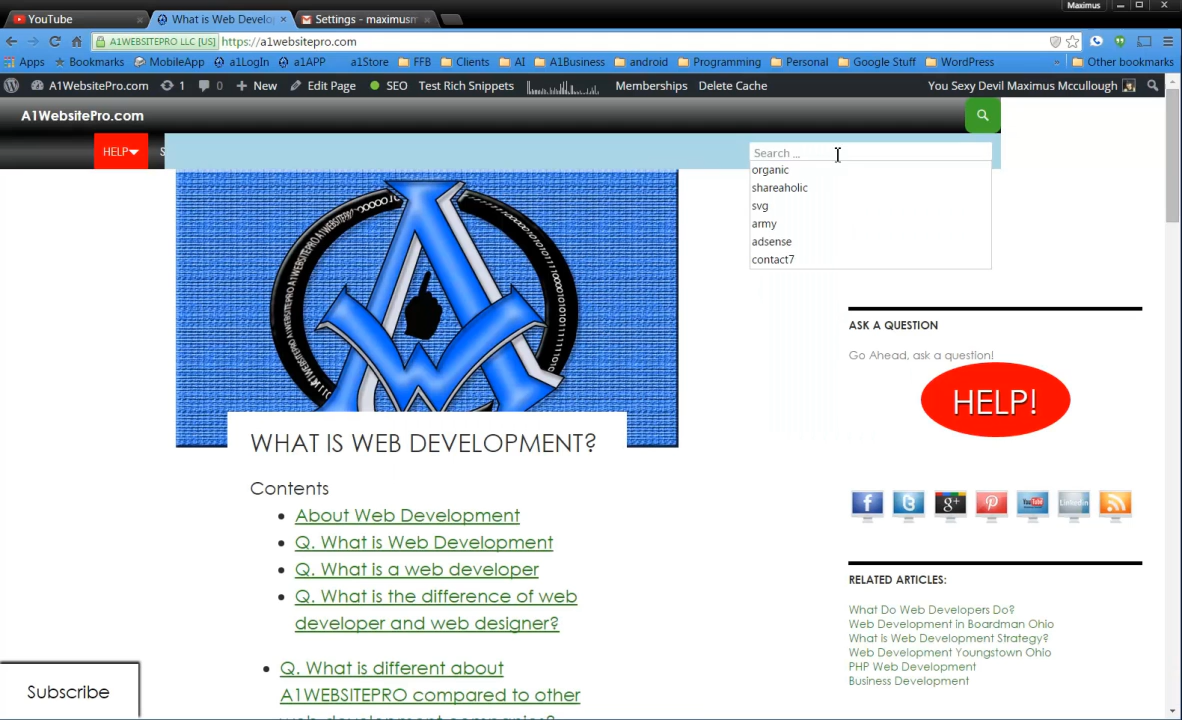 Maximus
YouTube
What is Web Develo
Settings - maximusm
A1WEBSITEPRO LLC [US]
https://a1websitepro.com
Apps
Bookmarks
MobileApp
a1LogIn
a1APP
a1Store
FFB
Clients
AI
A1Business
android
Programming
Personal
Google Stuff
WordPress
»
Other bookmarks
A1WebsitePro.com
1
0
New
Edit Page
SEO
Test Rich Snippets
Memberships
Delete Cache
You Sexy Devil Maximus Mccullough
A1WebsitePro.com
HELP
S
Search ...
organic
shareaholic
svg
army
adsense
contact7
WHAT IS WEB DEVELOPMENT?
Contents
About Web Development
Q. What is Web Development
Q. What is a web developer
Q. What is the difference of web
developer and web designer?
Q. What is different about
A1WEBSITEPRO compared to other
web development companies?
ASK A QUESTION
Go Ahead, ask a question!
HELP!
You Tube
Linkedin
RELATED ARTICLES:
What Do Web Developers Do?
Web Development in Boardman Ohio
What is Web Development Strategy?
Web Development Youngstown Ohio
PHP Web Development
Business Development
Subscribe